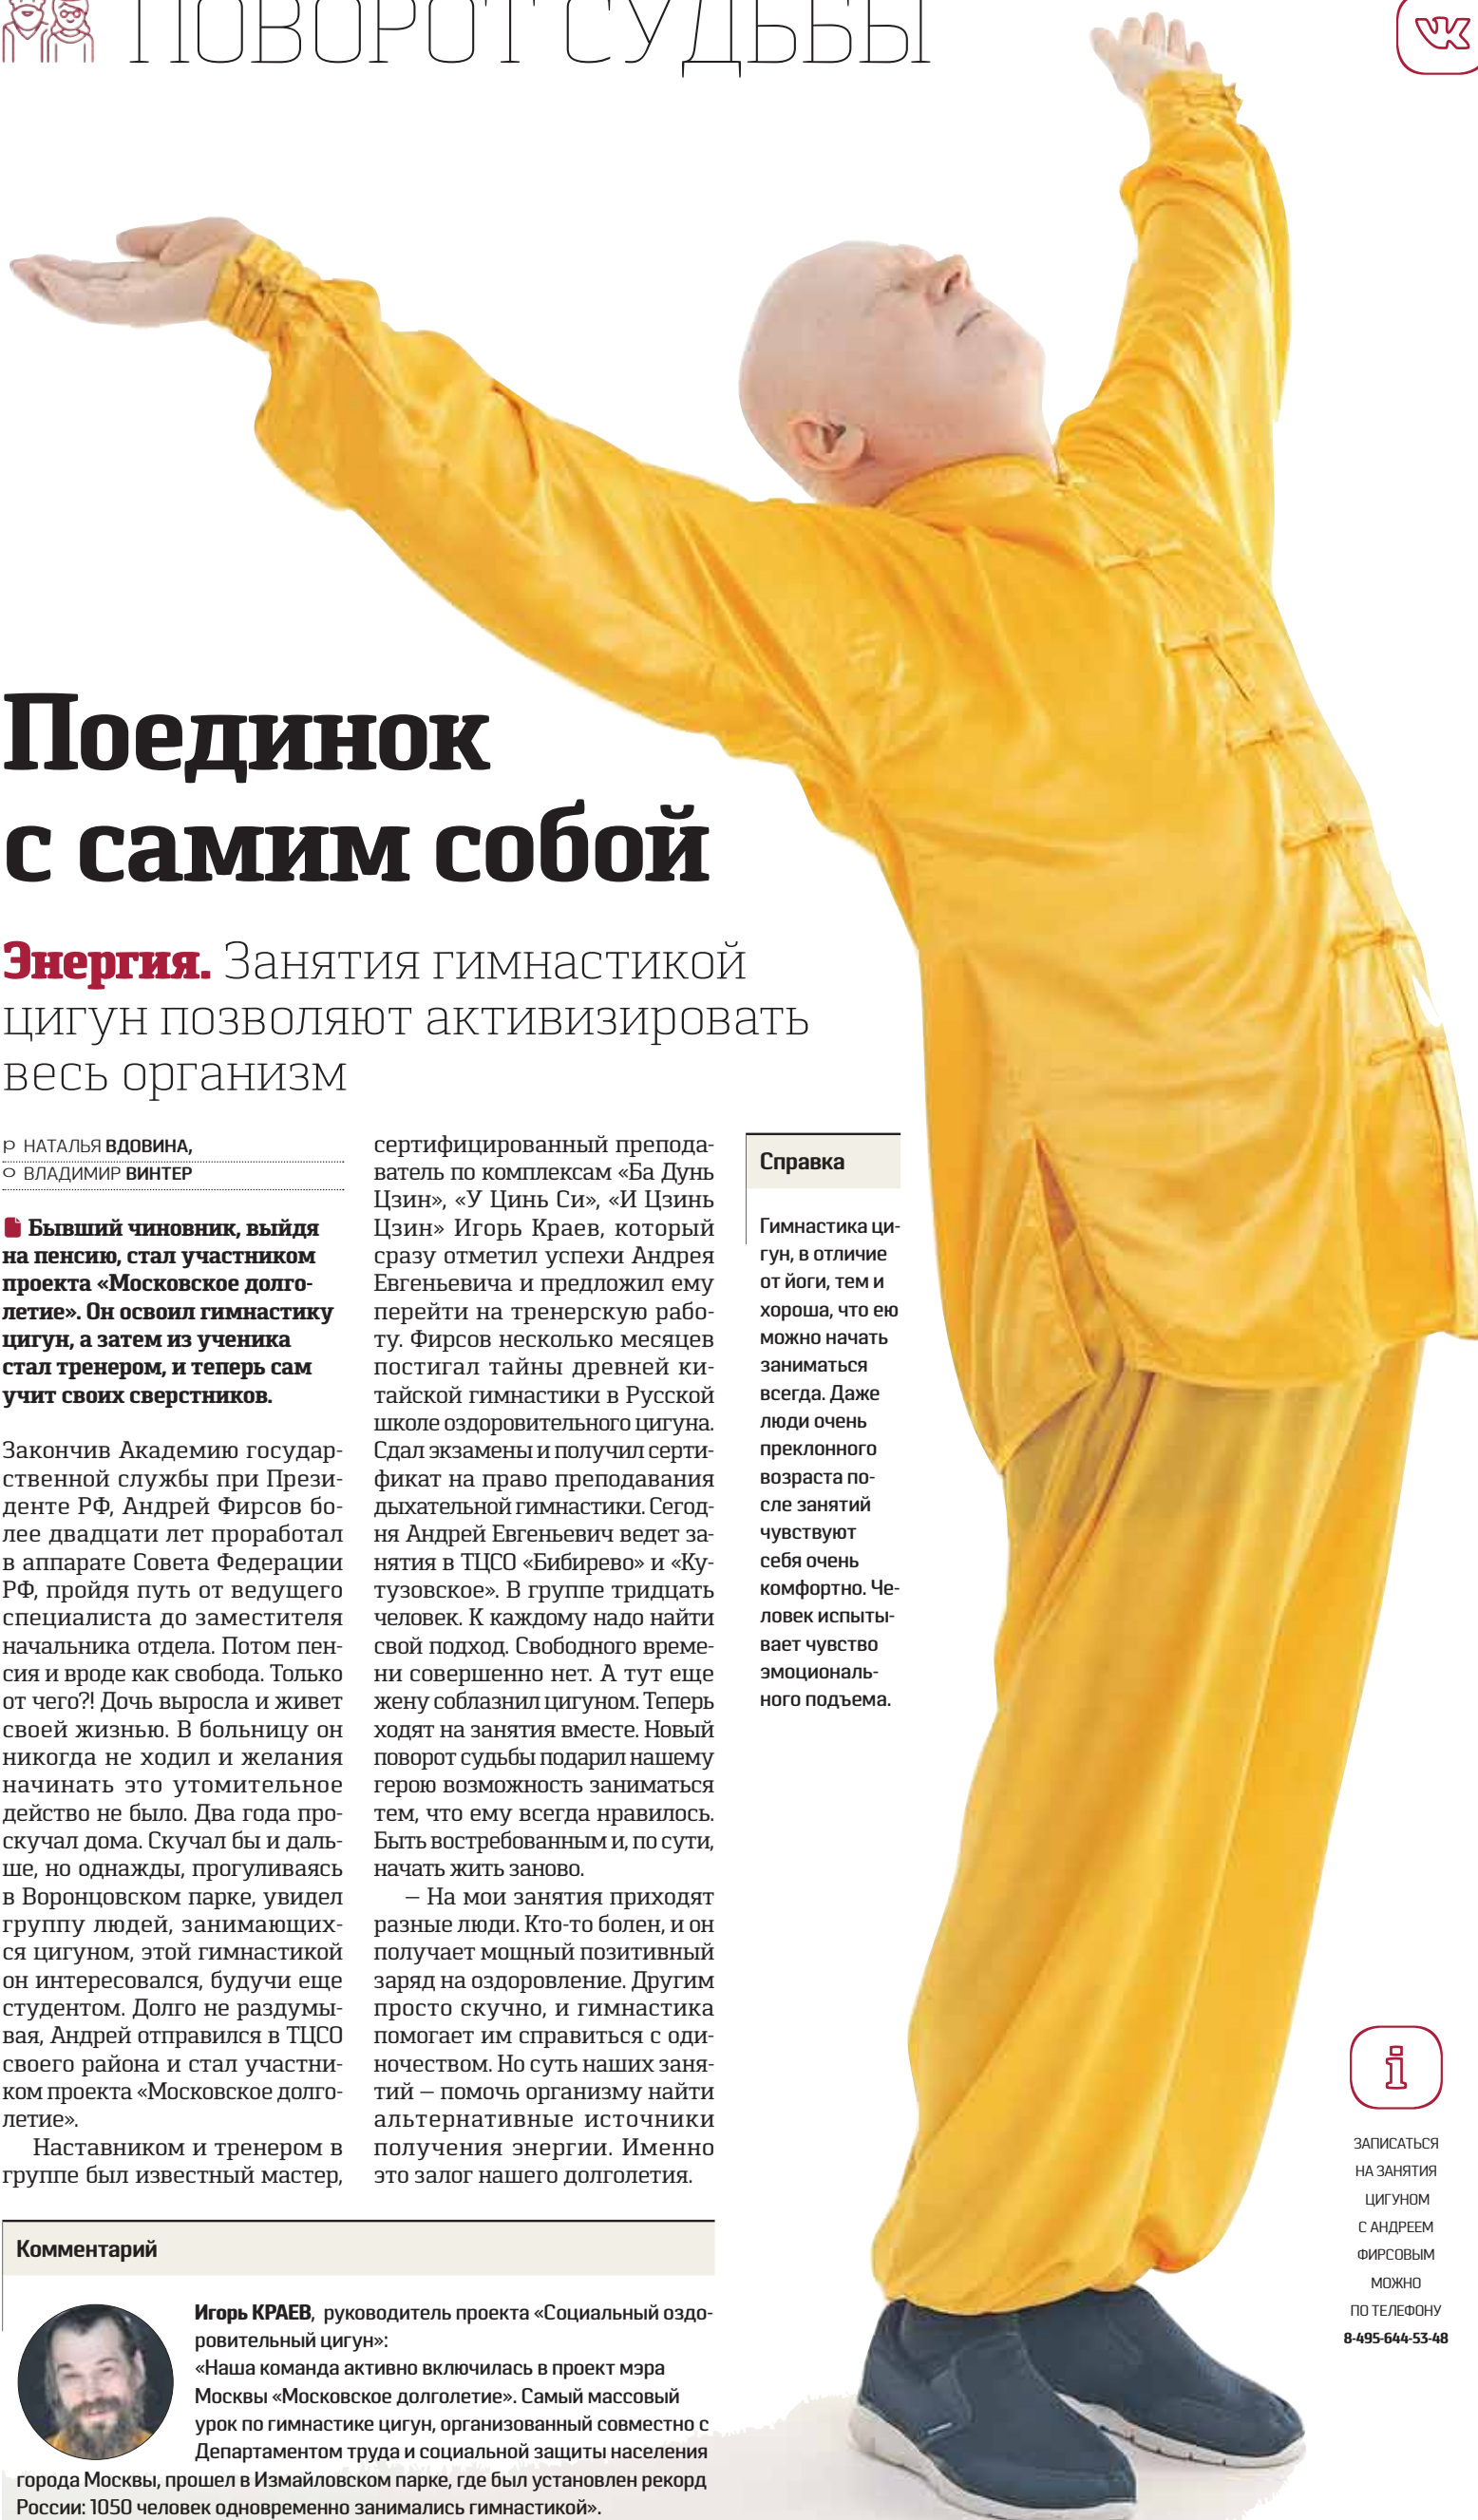 ПОВОРОТ СУДЬБЫ
Поединок
с самим собой
Энергия. Занятия гимнастикой
цигун позволяют активизировать
весь организм
р НАТАЛЬЯ ВДОВИНА,
о ВЛАДИМИР ВИНТЕР
Бывший чиновник, выйдя
на пенсию, стал участником
проекта «Московское долго-
летие». Он освоил гимнастику
цигун, а затем из ученика
стал тренером, и теперь сам
учит своих сверстников.
Закончив Академию государ-
ственной службы при Прези-
денте РФ, Андрей Фирсов бо-
лее двадцати лет проработал
в аппарате Совета Федерации
РФ, пройдя путь от ведущего
специалиста до заместителя
начальника отдела. Потом пен-
сия и вроде как свобода. Только
от чего?! Дочь выросла и живет
своей жизнью. В больницу он
никогда не ходил и желания
начинать это утомительное
действо не было. Два года про-
скучал дома. Скучал бы и даль-
ше, но однажды, прогуливаясь
в Воронцовском парке, увидел
группу людей, занимающих-
ся цигуном, этой гимнастикой
он интересовался, будучи еще
студентом. Долго не раздумы-
вая, Андрей отправился в ТЦСО
своего района и стал участни-
ком проекта «Московское долго-
летие».
Наставником и тренером в
группе был известный мастер,
сертифицированный препода-
ватель по комплексам «Ба Дунь
Цзин», «У Цинь Си», «И Цзинь
Цзин» Игорь Краев, который
сразу отметил успехи Андрея
Евгеньевича и предложил ему
перейти на тренерскую рабо-
ту. Фирсов несколько месяцев
постигал тайны древней ки-
тайской гимнастики в Русской
школе оздоровительного цигуна.
Сдал экзамены и получил серти-
фикат на право преподавания
дыхательной гимнастики. Сегод-
ня Андрей Евгеньевич ведет за-
нятия в ТЦСО «Бибирево» и «Ку-
тузовское». В группе тридцать
человек. К каждому надо найти
свой подход. Свободного време-
ни совершенно нет. А тут еще
жену соблазнил цигуном. Теперь
ходят на занятия вместе. Новый
поворот судьбы подарил нашему
герою возможность заниматься
тем, что ему всегда нравилось.
Быть востребованным и, по сути,
начать жить заново.
— На мои занятия приходят
разные люди. Кто-то болен, и он
получает мощный позитивный
заряд на оздоровление. Другим
просто скучно, и гимнастика
помогает им справиться с оди-
ночеством. Но суть наших заня-
тий — помочь организму найти
альтернативные источники
получения энергии. Именно
это залог нашего долголетия.
Справка
Гимнастика ци-
гун, в отличие
от йоги, тем и
хороша, что ею
можно начать
заниматься
всегда. Даже
люди очень
преклонного
возраста по-
сле занятий
чувствуют
себя очень
комфортно. Че-
ловек испыты-
вает чувство
эмоциональ-
ного подъема.
Комментарий
Игорь КРАЕВ, руководитель проекта «Социальный оздо-
ровительный цигун»:
«Наша команда активно включилась в проект мэра
Москвы «Московское долголетие». Самый массовый
урок по гимнастике цигун, организованный совместно с
Департаментом труда и социальной защиты населения
города Москвы, прошел в Измайловском парке, где был установлен рекорд
России: 1050 человек одновременно занимались гимнастикой».
i
ЗАПИСАТЬСЯ
НА ЗАНЯТИЯ
ЦИГУНОМ
С АНДРЕЕМ
ФИРСОВЫМ
МОЖНО
ПО ТЕЛЕФОНУ
8-495-644-53-48